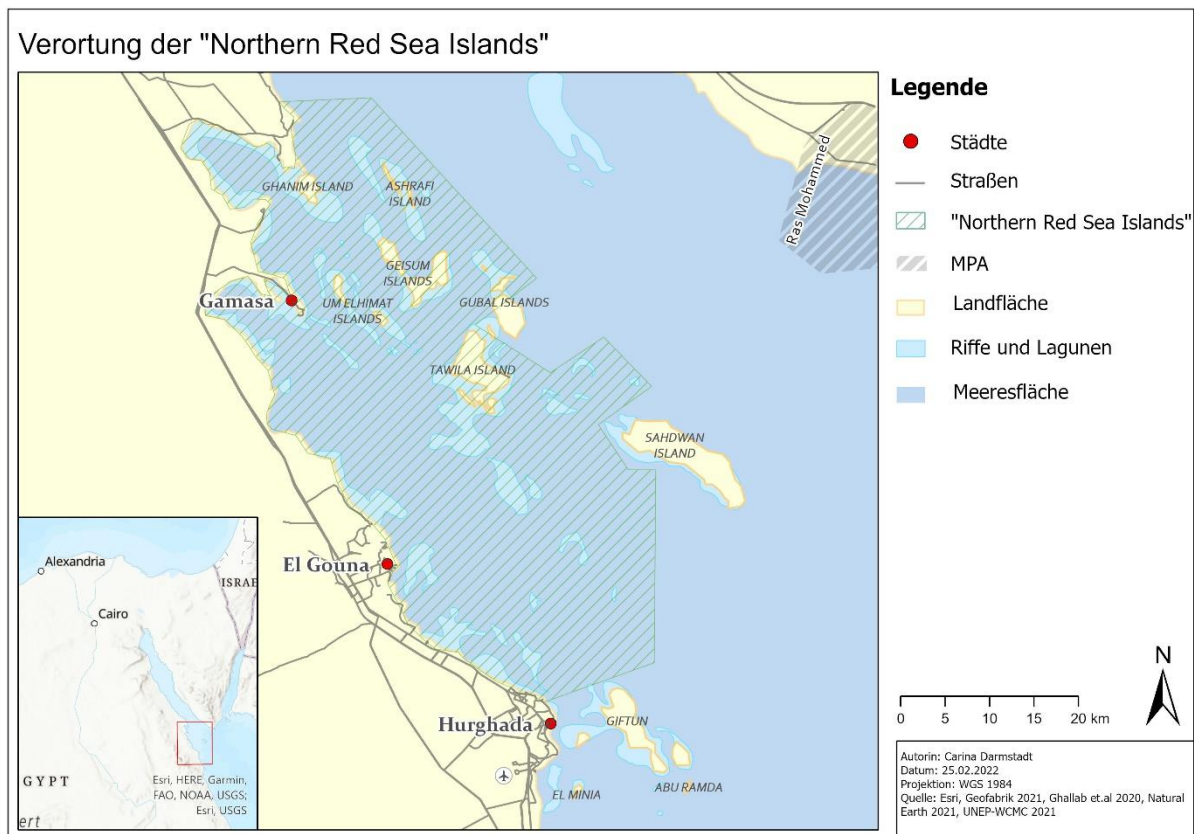 Verortung der "Northern Red Sea Islands"
GHANIM ISLAND
ASHRAFI
ISLAND
GEISUM
ISLANDS
Gamasa
UM ELHIMAT
ISLANDS
GUBAL ISLANDS
TAWILA ISLAND
SAHDWAN
ISLAND
Ras Mohammed
El Gouna
Hurghada
GIFTUN
EL MINIA
ABU RAMDA
Alexandria
ISRAE
Cairo
GYPT
ert
Esri, HERE, Garmin,
FAO, NOAA, USGS;
Esri, USGS
Legende
Städte
Straßen
"Northern Red Sea Islands"
MPA
Landfläche
Riffe und Lagunen
Meeresfläche
N
0 5 10 15 20 km
Autorin: Carina Darmstadt
Datum: 25.02.2022
Projektion: WGS 1984
Quelle: Esri, Geofabrik 2021, Ghallab et.al 2020, Natural
Earth 2021, UNEP-WCMC 2021